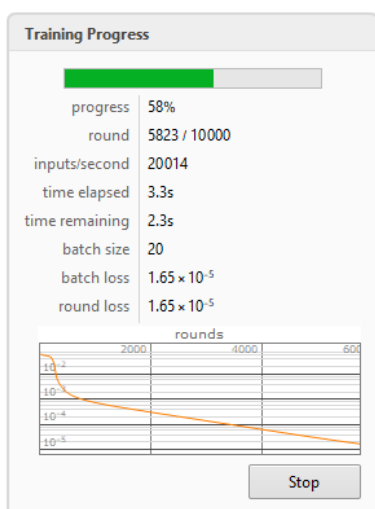 Training Progress
progress 58%
round 5823 / 10000
inputs/second 20014
time elapsed 3.3s
time remaining 2.3s
batch size 20
batch loss 1.65 × 10⁻⁵
round loss 1.65 × 10⁻⁵
rounds
2000 4000 600
10⁻²
10⁻³
10⁻⁴
10⁻⁵
Stop